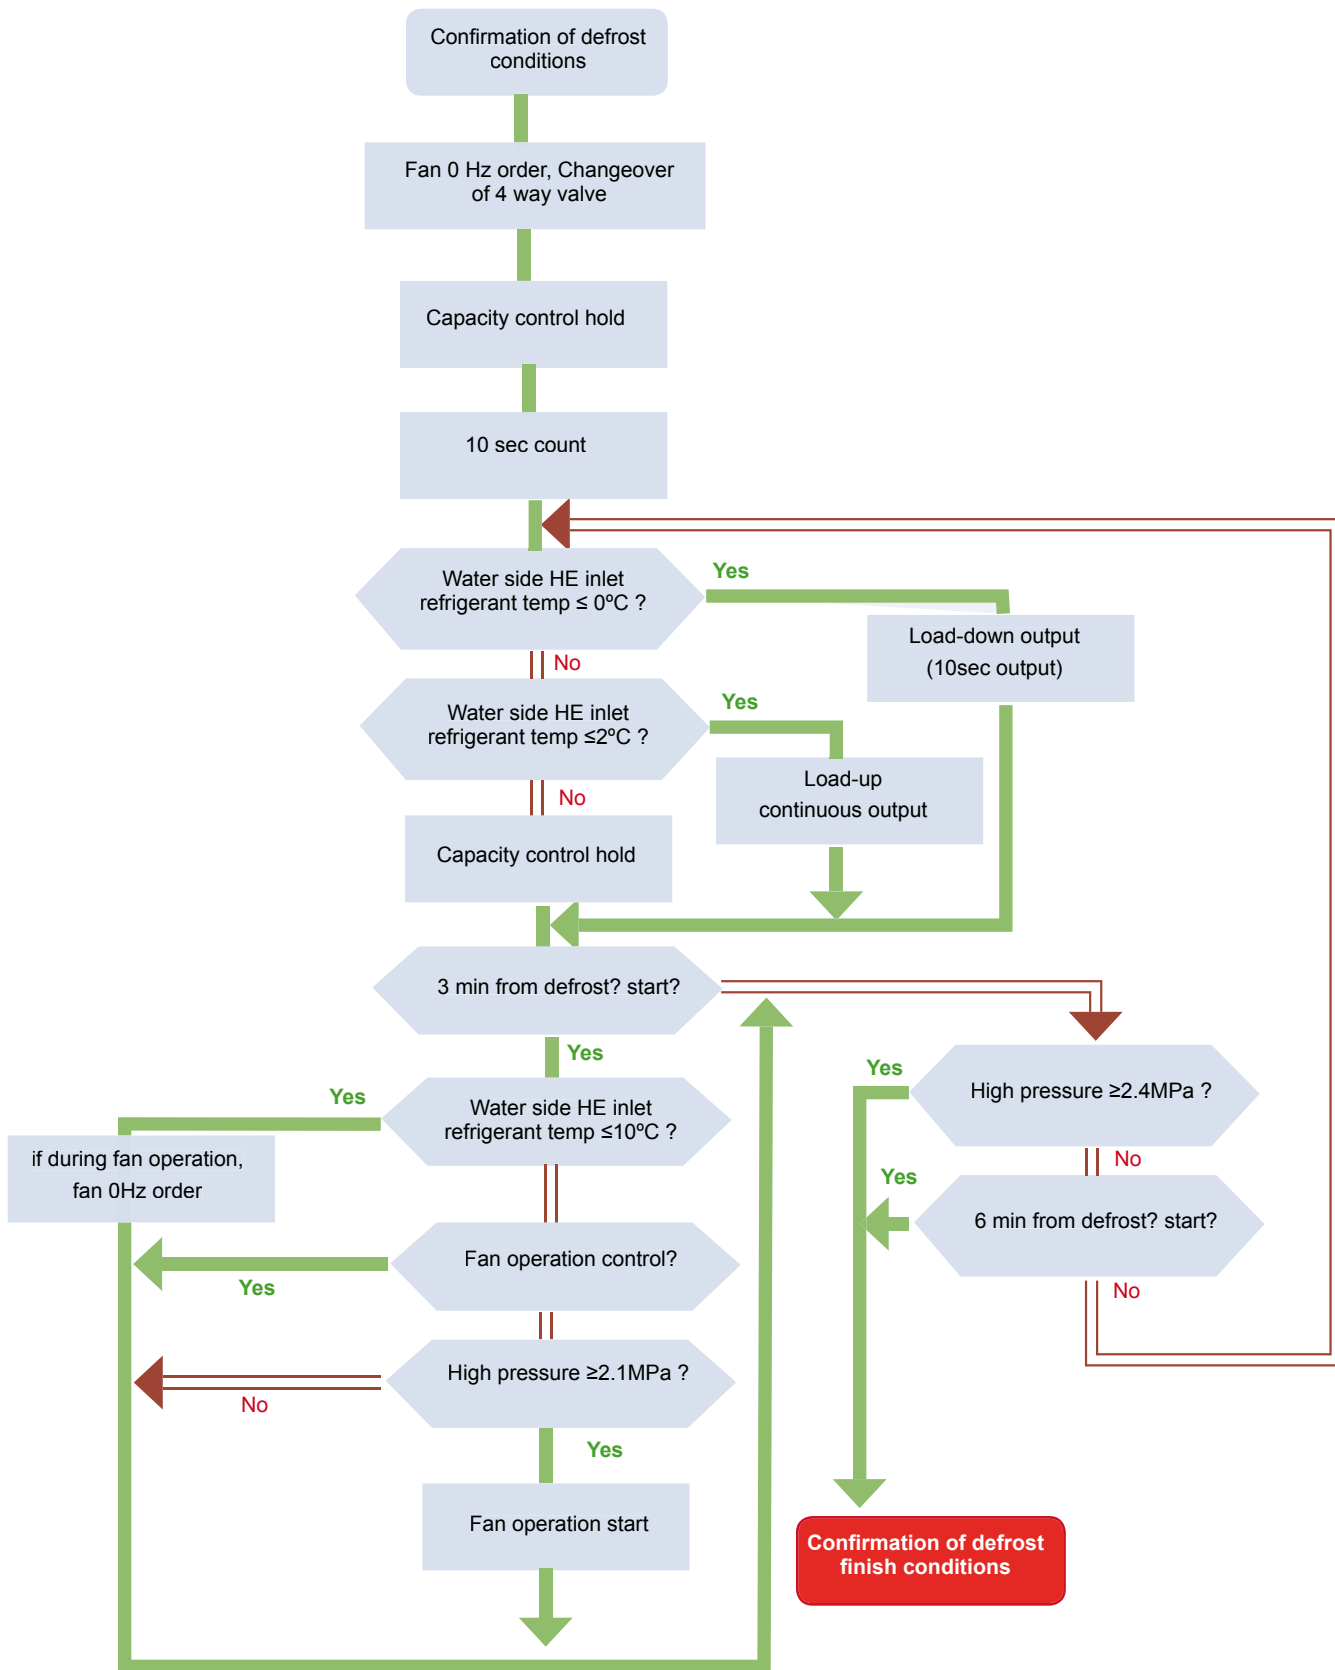 Confirmation of defrost
conditions
Fan 0 Hz order, Changeover
of 4 way valve
Capacity control hold
10 sec count
Water side HE inlet
refrigerant temp ≤ 0ºC ?
Yes
Load-down output
(10sec output)
No
Water side HE inlet
refrigerant temp ≤2ºC ?
Yes
Load-up
continuous output
No
Capacity control hold
3 min from defrost? start?
Yes
Yes
High pressure ≥2.4MPa ?
Yes
Water side HE inlet
refrigerant temp ≤10ºC ?
if during fan operation,
fan 0Hz order
No
Yes
6 min from defrost? start?
Fan operation control?
Yes
No
High pressure ≥2.1MPa ?
No
Yes
Fan operation start
Confirmation of defrost
finish conditions